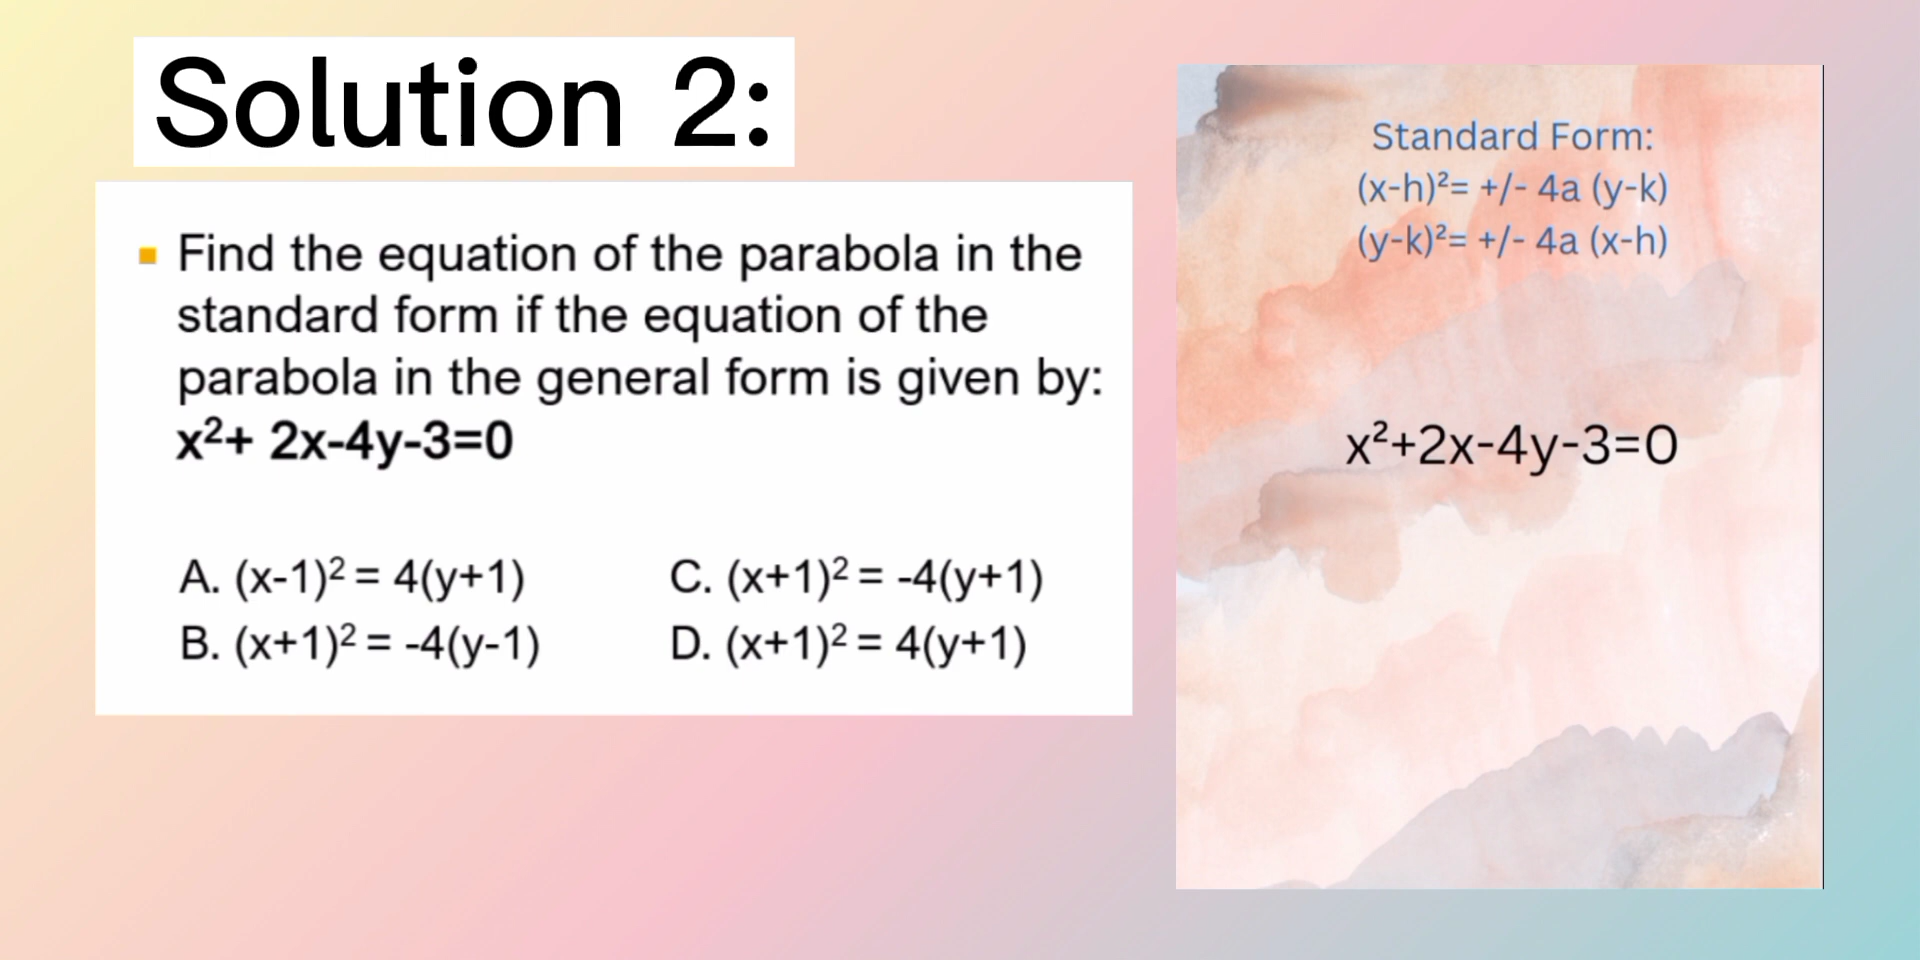 Solution 2:
Find the equation of the parabola in the
standard form if the equation of the
parabola in the general form is given by:
x²+ 2x-4y-3=0
A. (x-1)² = 4(y+1)
B. (x+1)² = -4(y-1)
C. (x+1)² = -4(y+1)
D. (x+1)² = 4(y+1)
Standard Form:
(x-h)²= +/- 4a (y-k)
(y-k)²= +/- 4a (x-h)
x²+2x-4y-3=0